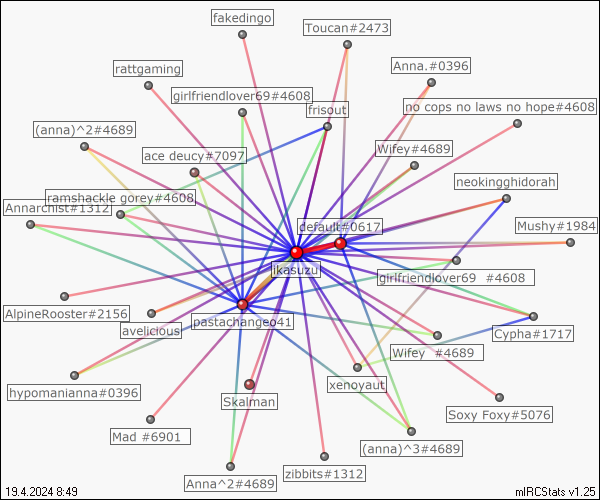 fakedingo
Toucan#2473
rattgaming
Anna.#0396
girlfriendlover69#4608
frisout
no cops no laws no hope#4608
(anna)^2#4689
ace deucy#7097
Wifey#4689
neokingghidorah
ramshackle gorey#4608
Annarchist#1312
default#0617
Mushy#1984
ikasuzu
girlfriendlover69 #4608
AlpineRooster#2156
avelicious
pastachangeo41
Cypha#1717
Wifey #4689
xenoyaut
hypomanianna#0396
Skalman
Soxy Foxy#5076
Mad #6901
(anna)^3#4689
Anna^2#4689
zibbits#1312
19.4.2024 8:49
mIRCStats v1.25